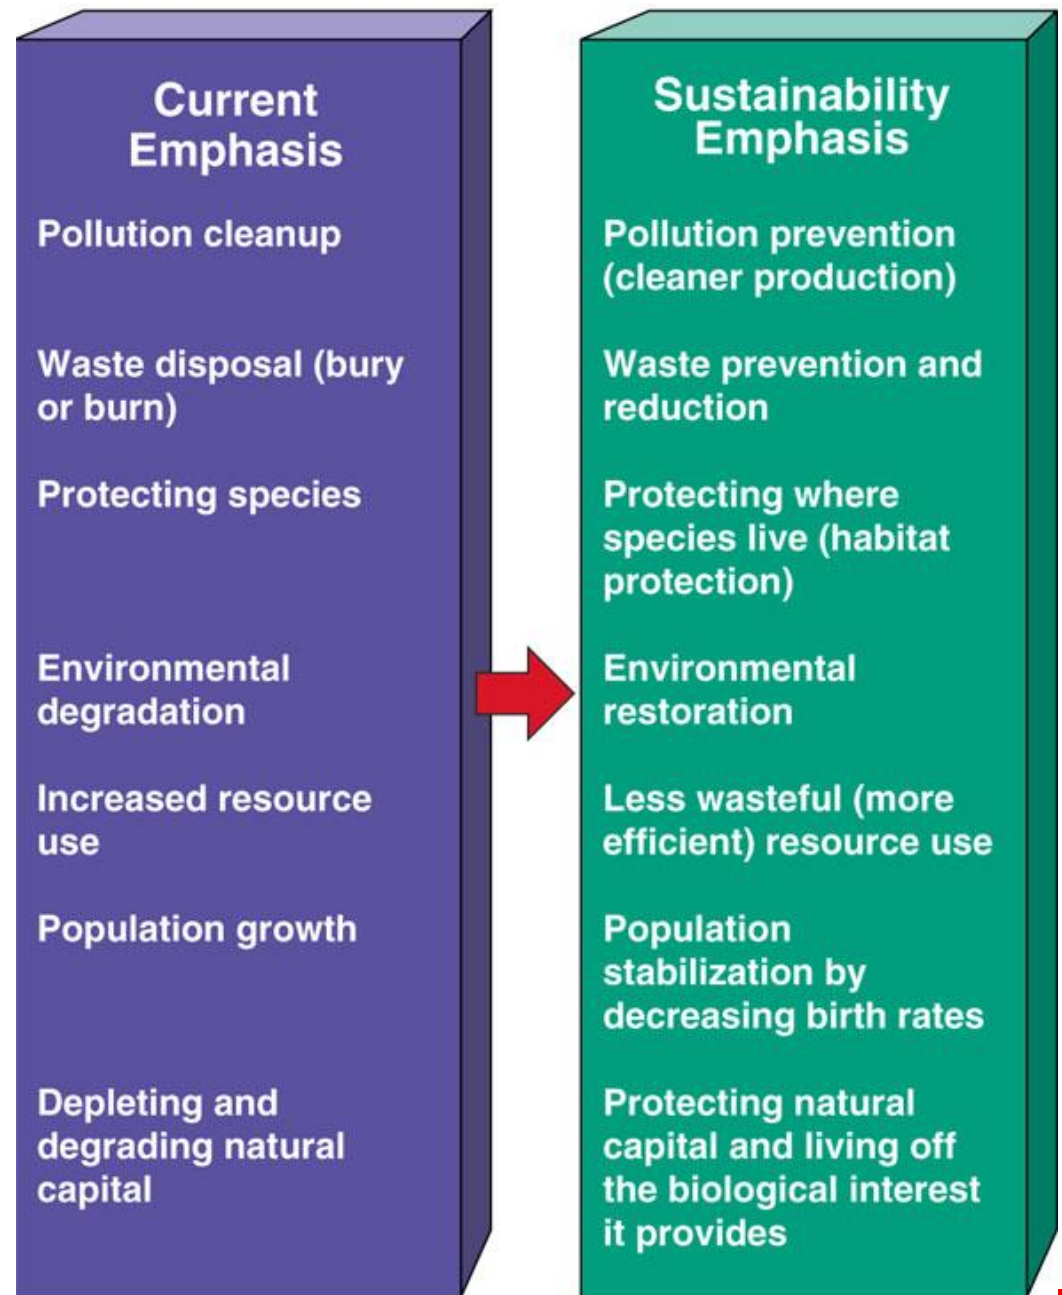 Current
Emphasis
Pollution cleanup
Waste disposal (bury
or burn)
Protecting species
Environmental
degradation
Increased resource
use
Population growth
Depleting and
degrading natural
capital
Sustainability
Emphasis
Pollution prevention
(cleaner production)
Waste prevention and
reduction
Protecting where
species live (habitat
protection)
Environmental
restoration
Less wasteful (more
efficient) resource use
Population
stabilization by
decreasing birth rates
Protecting natural
capital and living off
the biological interest
it provides